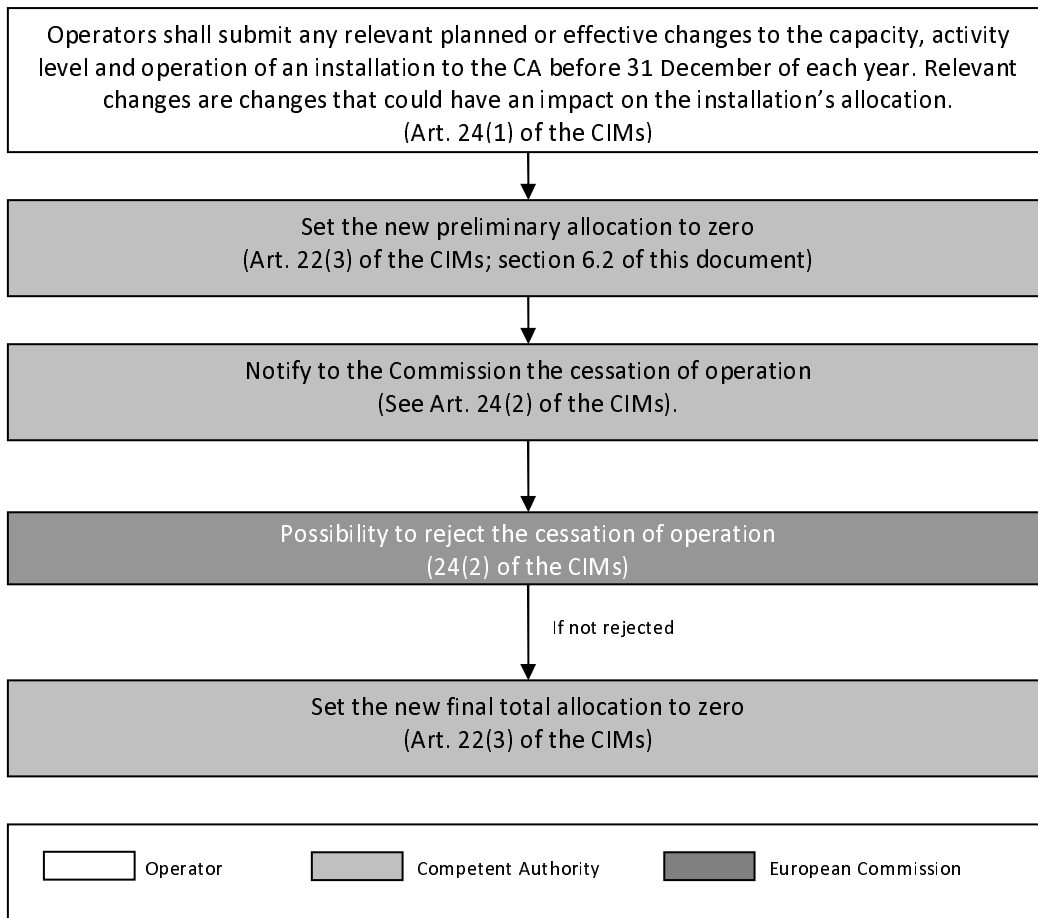 Operators shall submit any relevant planned or effective changes to the capacity, activity
level and operation of an installation to the CA before 31 December of each year. Relevant
changes are changes that could have an impact on the installation’s allocation.
(Art. 24(1) of the CIMs)
Set the new preliminary allocation to zero
(Art. 22(3) of the CIMs; section 6.2 of this document)
Notify to the Commission the cessation of operation
(See Art. 24(2) of the CIMs).
Possibility to reject the cessation of operation
(24(2) of the CIMs)
If not rejected
Set the new final total allocation to zero
(Art. 22(3) of the CIMs)
Operator
Competent Authority
European Commission